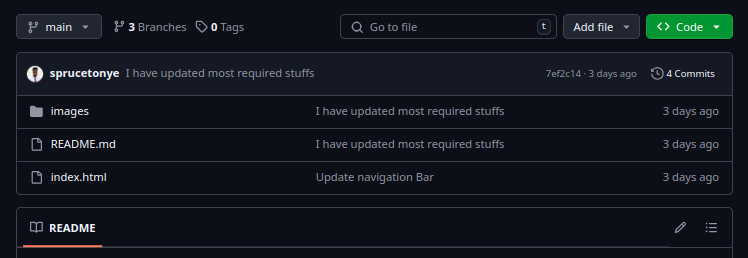 main 3 Branches 0 Tags Go to file t Add file Code
sprucetonye I have updated most required stuffs 7ef2c14 · 3 days ago 4 Commits
images I have updated most required stuffs 3 days ago
README.md I have updated most required stuffs 3 days ago
index.html Update navigation Bar 3 days ago
README